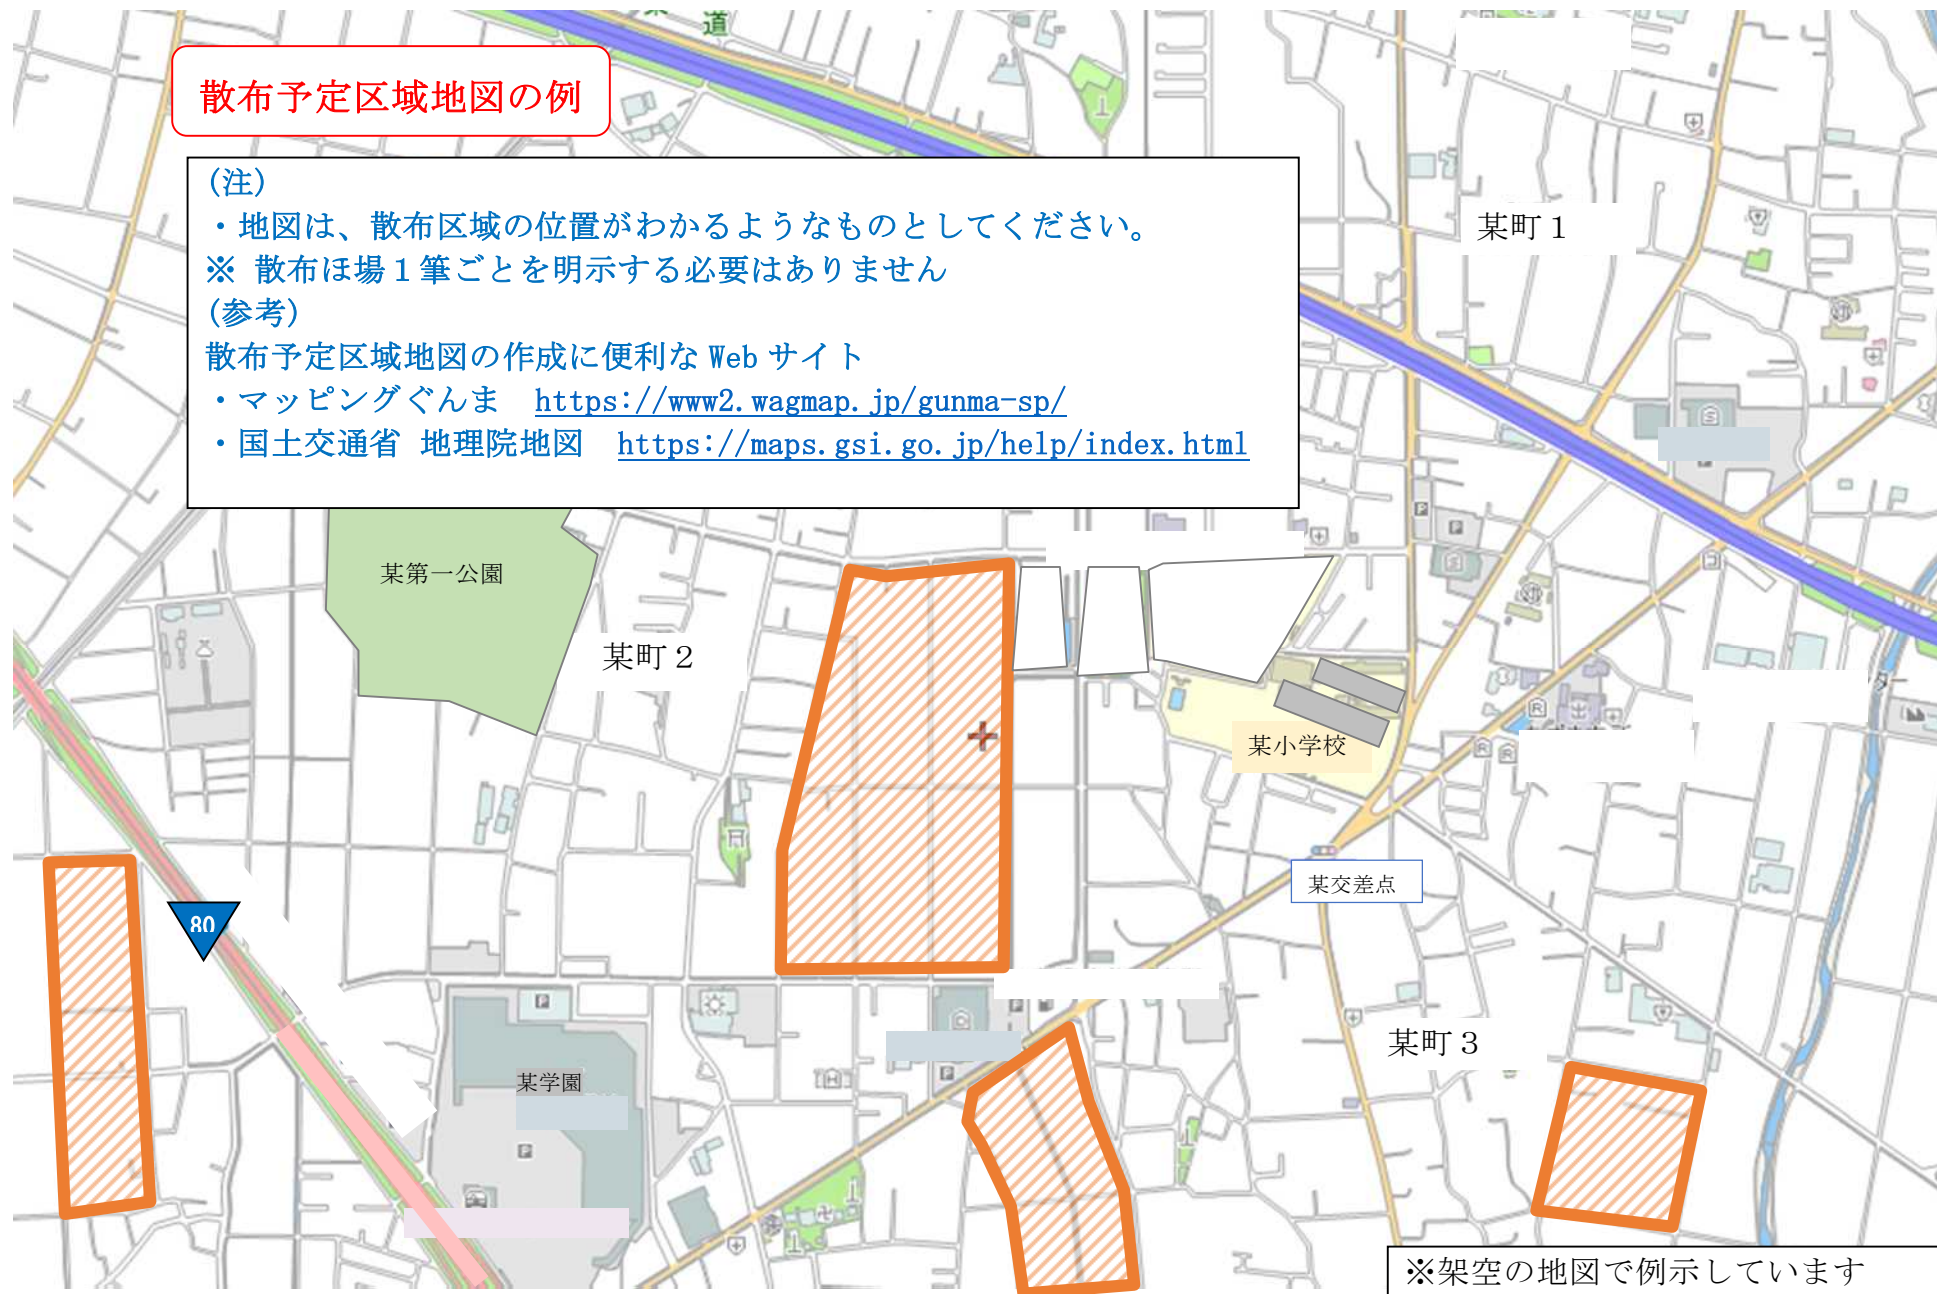 道
散布予定区域地図の例
(注)
・地図は、散布区域の位置がわかるようなものとしてください。
※ 散布ほ場１筆ごとを明示する必要はありません
(参考)
散布予定区域地図の作成に便利な Web サイト
・マッピングぐんま　https://www2.wagmap.jp/gunma-sp/
・国土交通省 地理院地図　https://maps.gsi.go.jp/help/index.html
某町１
某第一公園
某町２
某小学校
某交差点
80
某町３
某学園
※架空の地図で例示しています